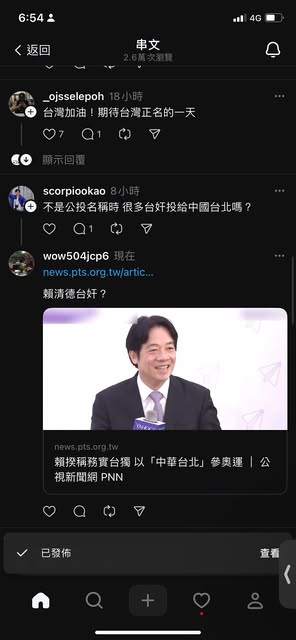 6:54
4G
返回
串文
2.6萬次瀏覽
_ojsselepoh 18小時
台灣加油！期待台灣正名的一天
7
1
顯示回覆
scorpiookao 8小時
不是公投名稱時 很多台奸投給中國台北嗎？
1
wow504jcp6 現在
news.pts.org.tw/artic...
賴清德台奸？
YAHOO
news.pts.org.tw
賴揆稱務實台獨 以「中華台北」參奧運 ｜ 公
視新聞網 PNN
已發佈
查看